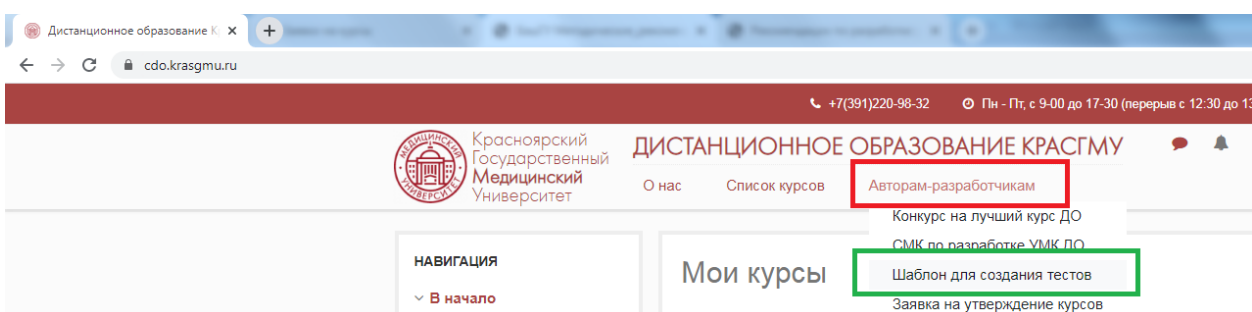 Дистанционное образование К
cdo.krasgmu.ru
+7(391)220-98-32 Пн - Пт, с 9-00 до 17-30 (перерыв с 12:30 до 13
Красноярский
Государственный
Медицинский
Университет
ДИСТАНЦИОННОЕ ОБРАЗОВАНИЕ КРАСГМУ
О нас Список курсов Авторам-разработчикам
Конкурс на лучший курс ДО
СМК по разработке УМК ДО
Шаблон для создания тестов
Заявка на утверждение курсов
НАВИГАЦИЯ
В начало
Мои курсы